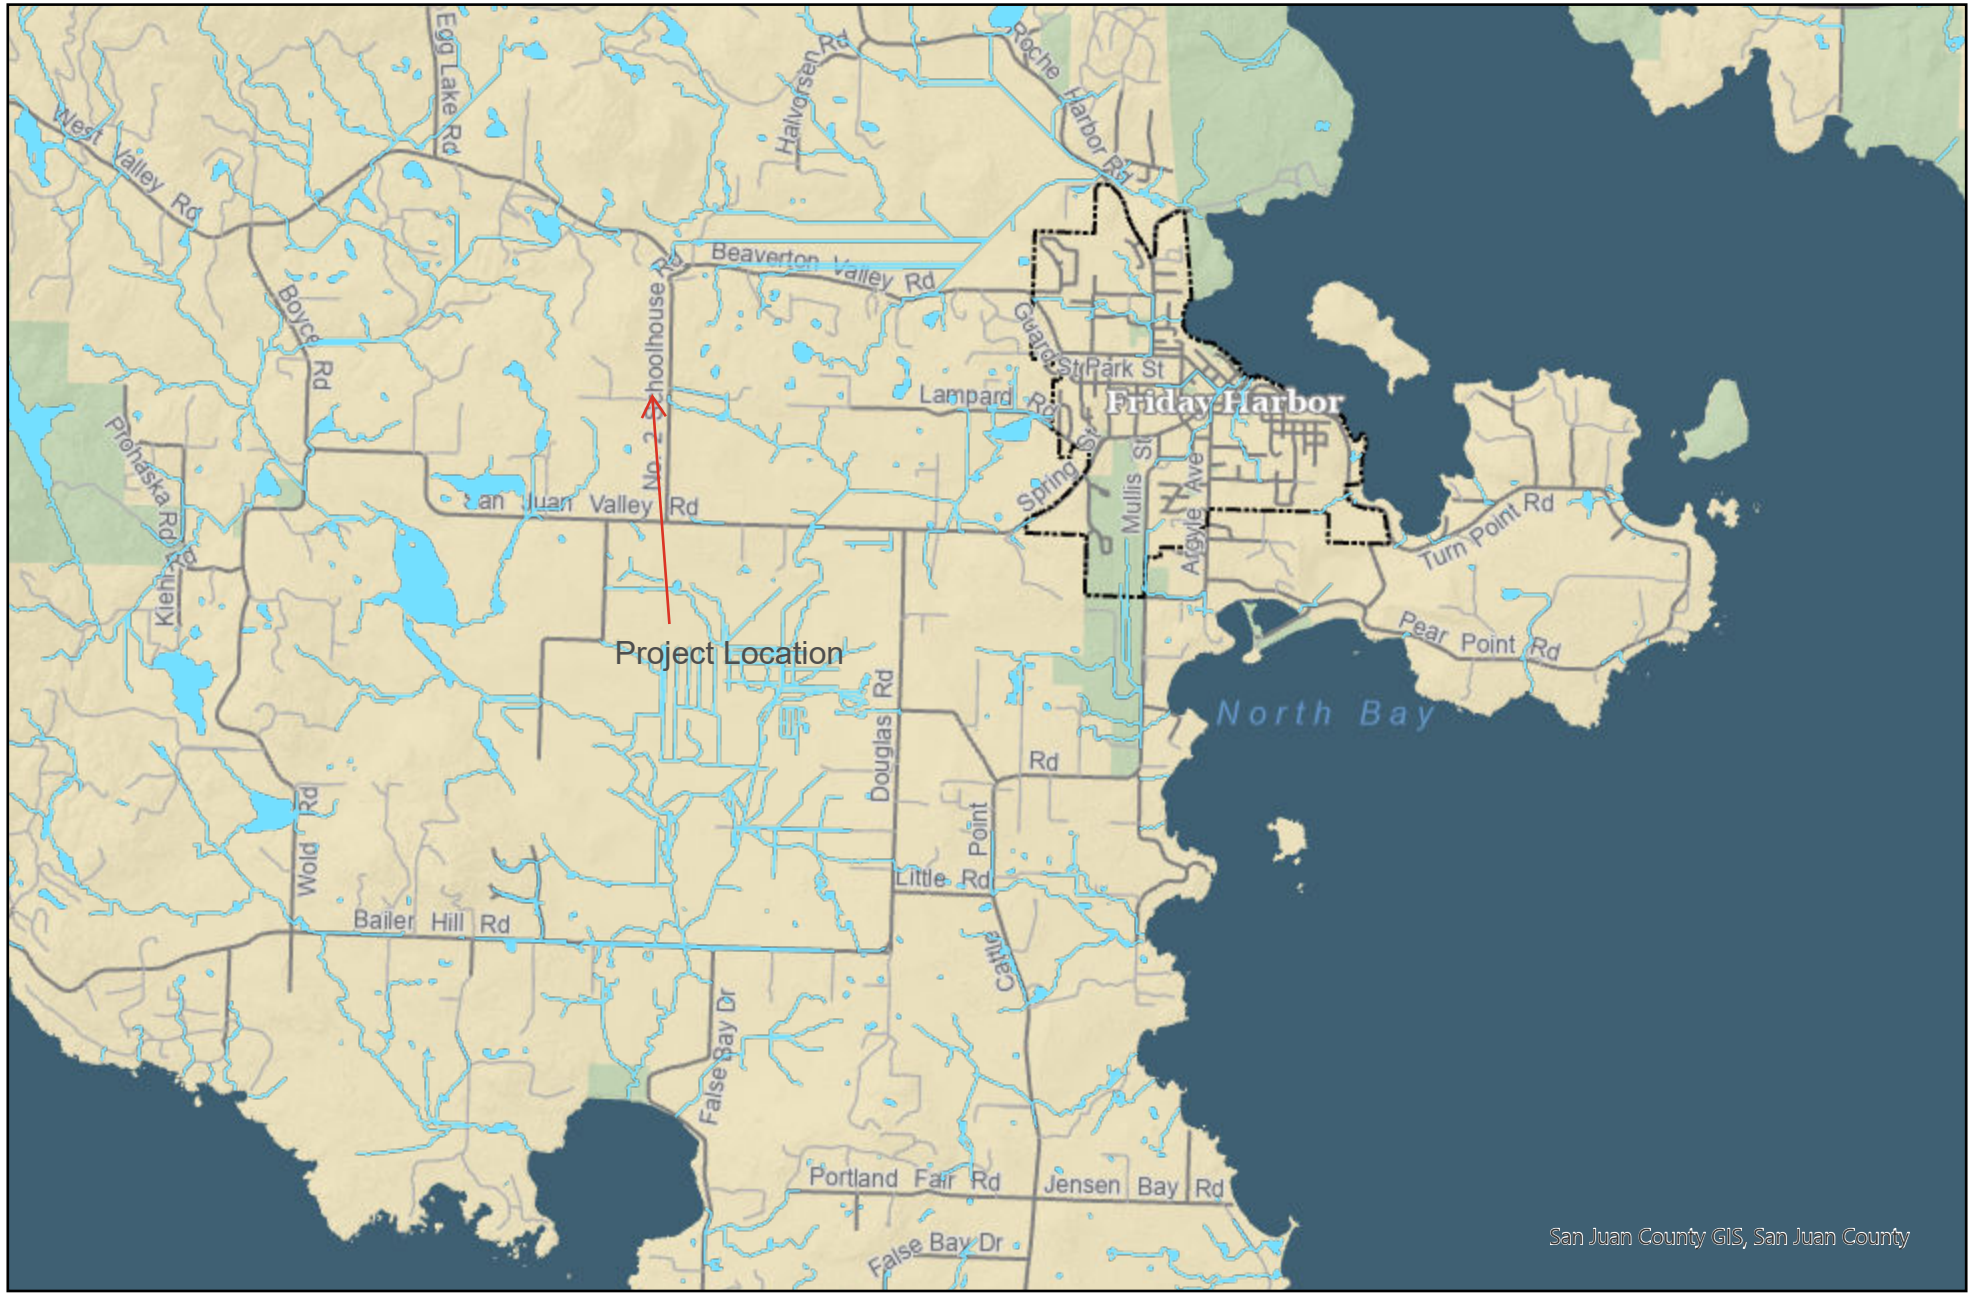 Egg Lake Rd
Halvorsen Rd
Roche Harbor Rd
West Valley Rd
Beaverton Valley Rd
Boyce Rd
No. 2 Schoolhouse Rd
Guard St
Park St
Lampard Rd
Friday Harbor
Prohaska Rd
Kiehl Rd
San Juan Valley Rd
Spring St
Mullis St
Argyle Ave
Turn Point Rd
Pear Point Rd
Project Location
North Bay
Douglas Rd
Rd
Wold Rd
Cattle Point
Little Rd
Bailer Hill Rd
False Bay Dr
Portland Fair Rd
Jensen Bay Rd
False Bay Dr
San Juan County GIS, San Juan County